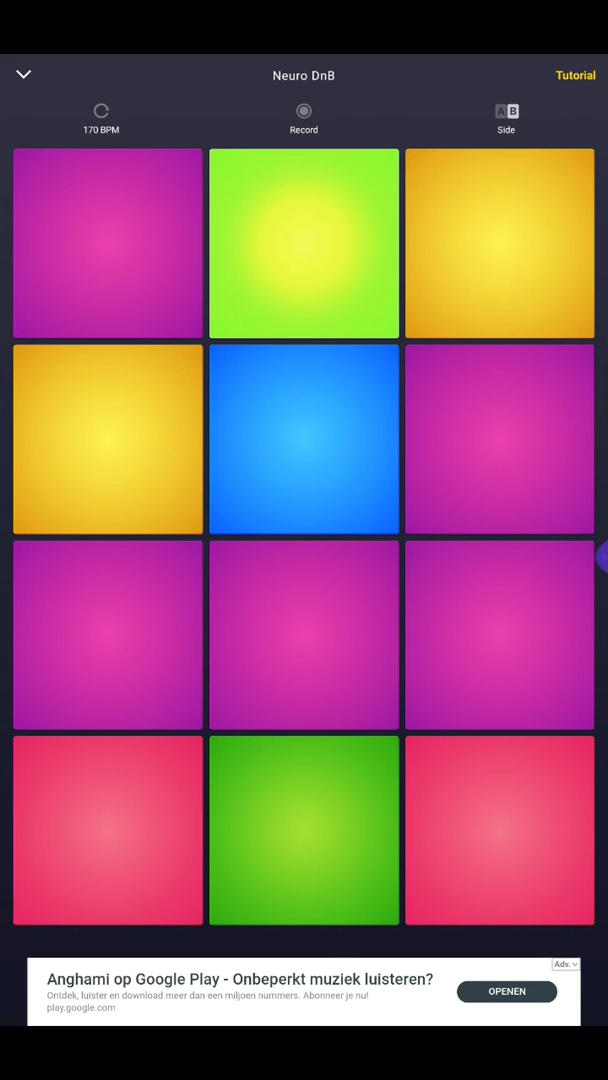 Neuro DnB
Tutorial
A B
170 BPM
Record
Side
Adv.
Anghami op Google Play - Onbeperkt muziek luisteren?
Ontdek, luister en download meer dan een miljoen nummers. Abonneer je nu!
play.google.com
OPENEN